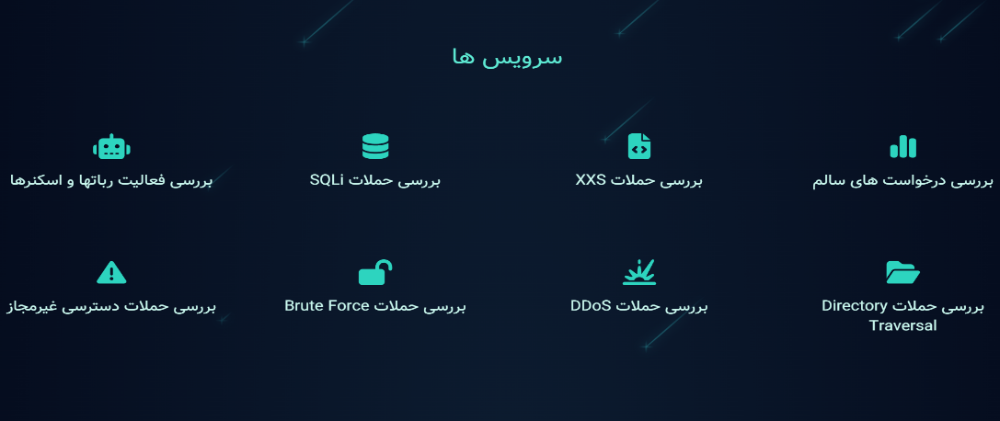 سرویس ها
بررسی درخواست های سالم
بررسی حملات XXS
بررسی حملات SQLi
بررسی فعالیت رباتها و اسکنرها
بررسی حملات Directory
Traversal
بررسی حملات DDoS
بررسی حملات Brute Force
بررسی حملات دسترسی غیرمجاز